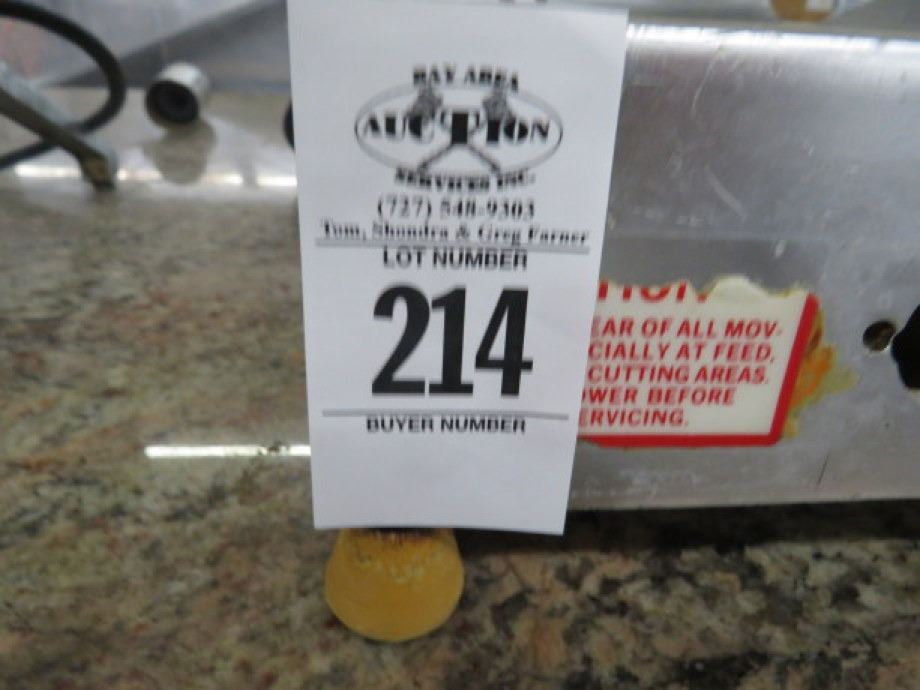 BAY AREA
AUCTION
SERVICES INC.
(727) 548-9303
Tom, Shondra & Greg Farner
LOT NUMBER
214
BUYER NUMBER
TION
EAR OF ALL MOV-
CIALLY AT FEED,
CUTTING AREAS.
OWER BEFORE
ERVICING.